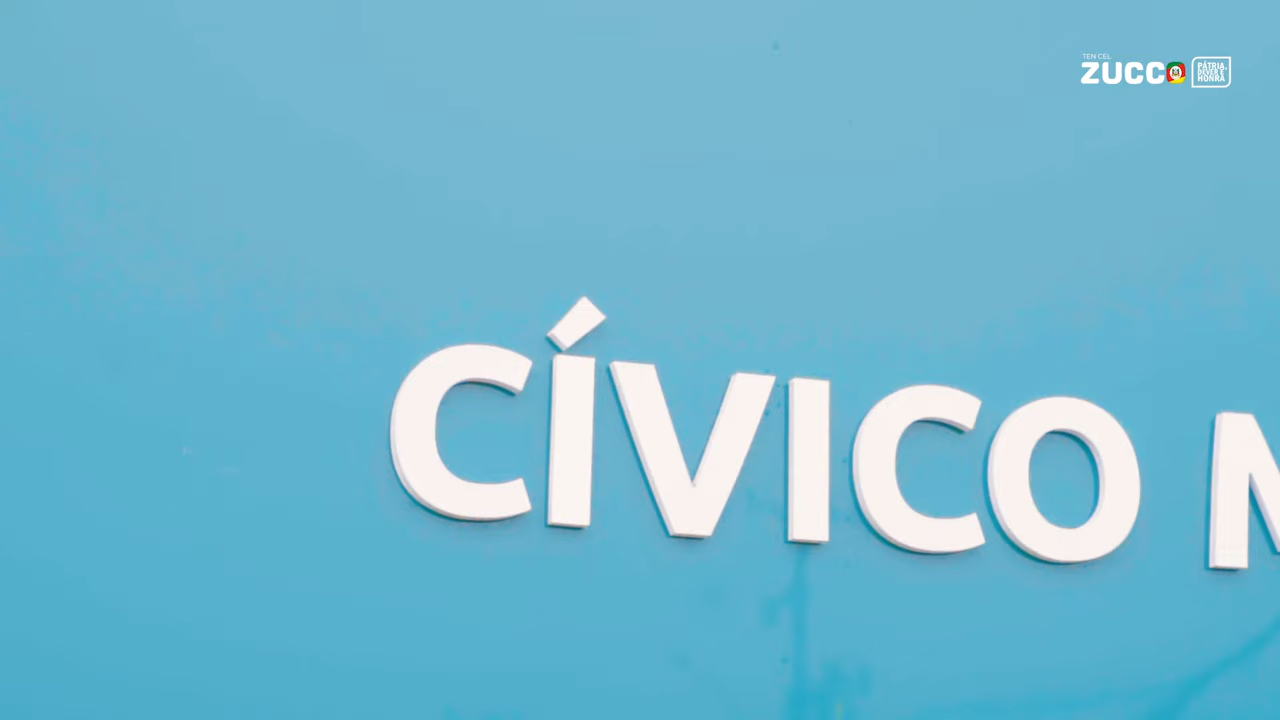 TEN CEL
ZUCCO
PÁTRIA,
DEVER E
HONRA
CÍVICO M